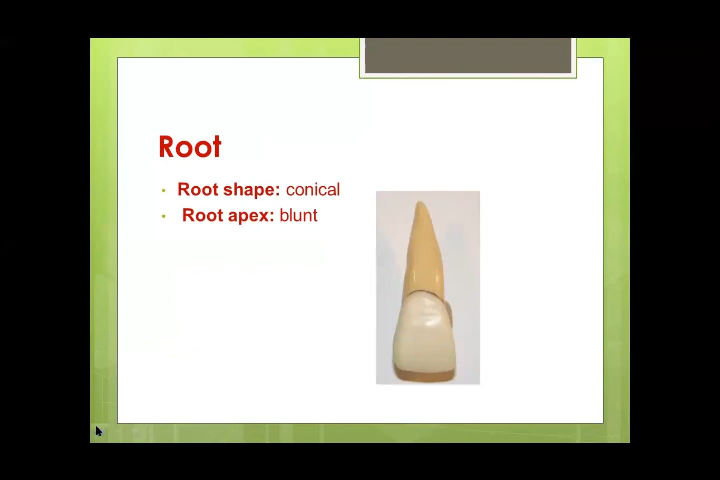 Root
• Root shape: conical
• Root apex: blunt